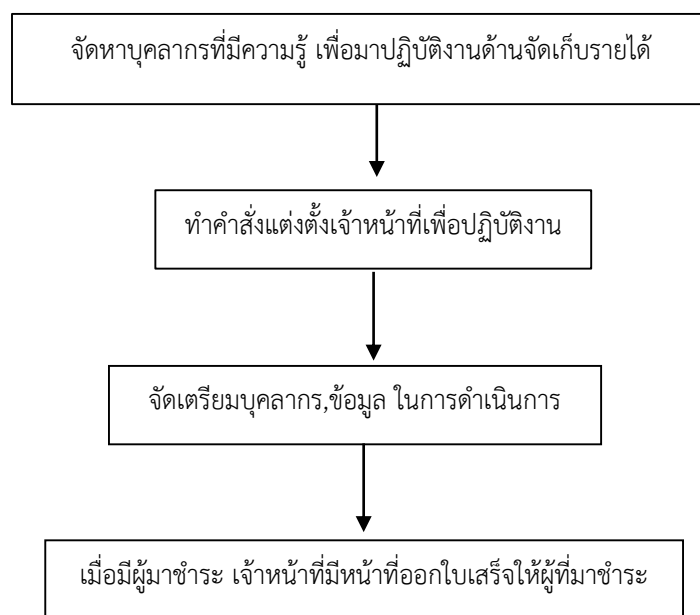 จัดหาบุคลากรที่มีความรู้ เพื่อมาปฏิบัติงานด้านจัดเก็บรายได้
ทำคำสั่งแต่งตั้งเจ้าหน้าที่เพื่อปฏิบัติงาน
จัดเตรียมบุคลากร,ข้อมูล ในการดำเนินการ
เมื่อมีผู้มาชำระ เจ้าหน้าที่มีหน้าที่ออกใบเสร็จให้ผู้ที่มาชำระ